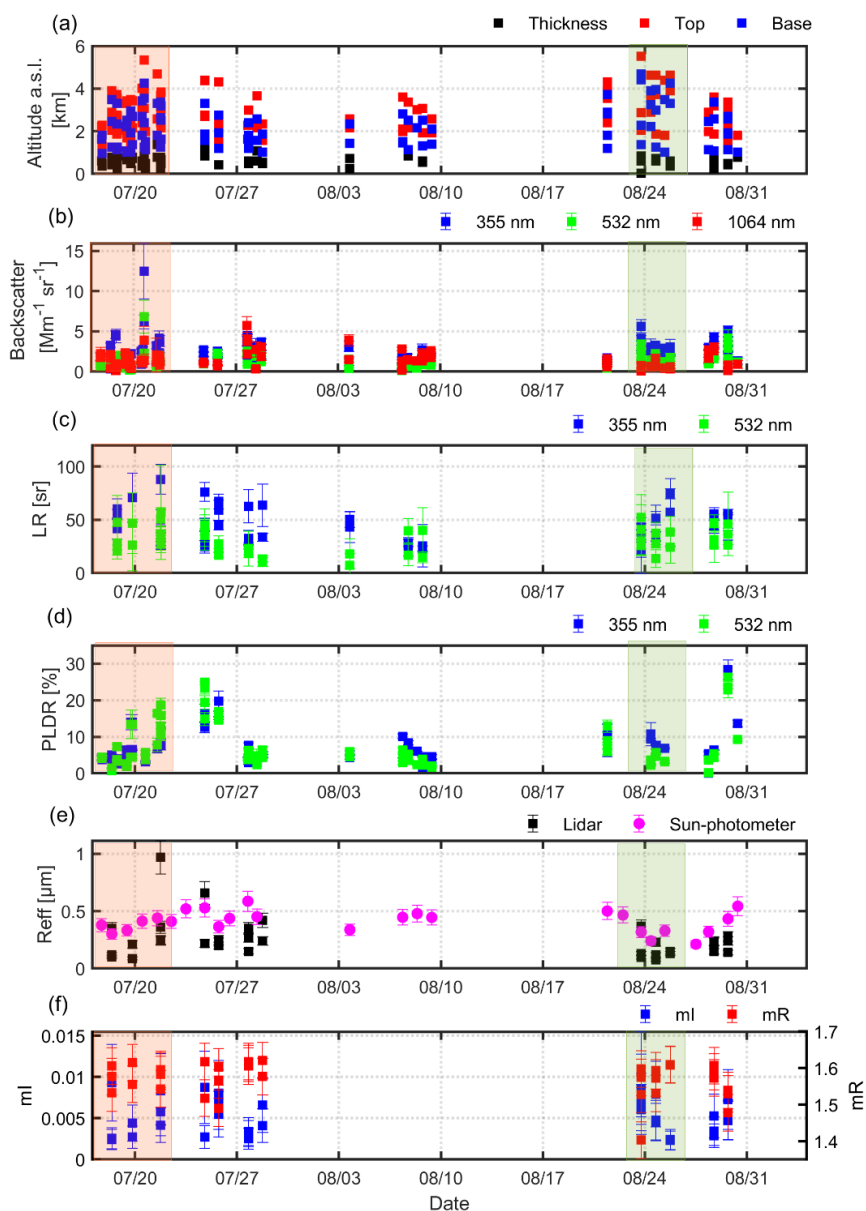 (a)
Thickness Top Base
Altitude a.s.l.
[km]
6
4
2
0
07/20 07/27 08/03 08/10 08/17 08/24 08/31
(b)
355 nm 532 nm 1064 nm
Backscatter
[Mm⁻¹ sr⁻¹]
15
10
5
0
07/20 07/27 08/03 08/10 08/17 08/24 08/31
(c)
355 nm 532 nm
LR [sr]
100
50
0
07/20 07/27 08/03 08/10 08/17 08/24 08/31
(d)
355 nm 532 nm
PLDR [%]
30
20
10
0
07/20 07/27 08/03 08/10 08/17 08/24 08/31
(e)
Lidar Sun-photometer
Reff [µm]
1
0.5
0
07/20 07/27 08/03 08/10 08/17 08/24 08/31
(f)
mI mR
mI
0.015
0.01
0.005
0
1.7
1.6
1.5
1.4
mR
07/20 07/27 08/03 08/10 08/17 08/24 08/31
Date